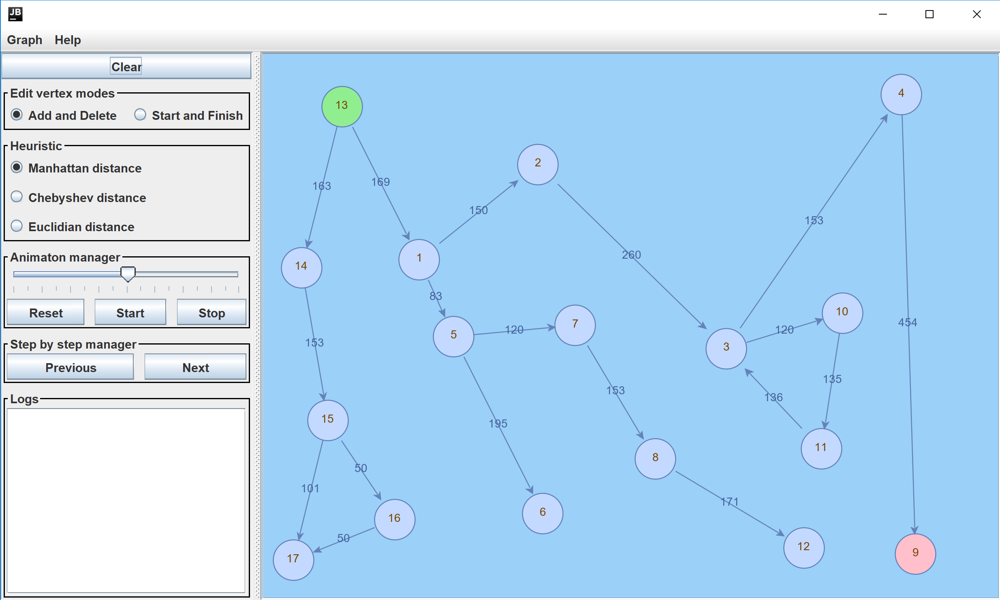 JB
Graph Help
Clear
Edit vertex modes
Add and Delete Start and Finish
Heuristic
Manhattan distance
Chebyshev distance
Euclidian distance
Animaton manager
Reset Start Stop
Step by step manager
Previous Next
Logs
4
13
2
169
163
150
153
260
1
14
83
10
454
7
120
5
120
153
3
135
153
136
15
195
11
8
50
101
171
6
16
50
12
9
17